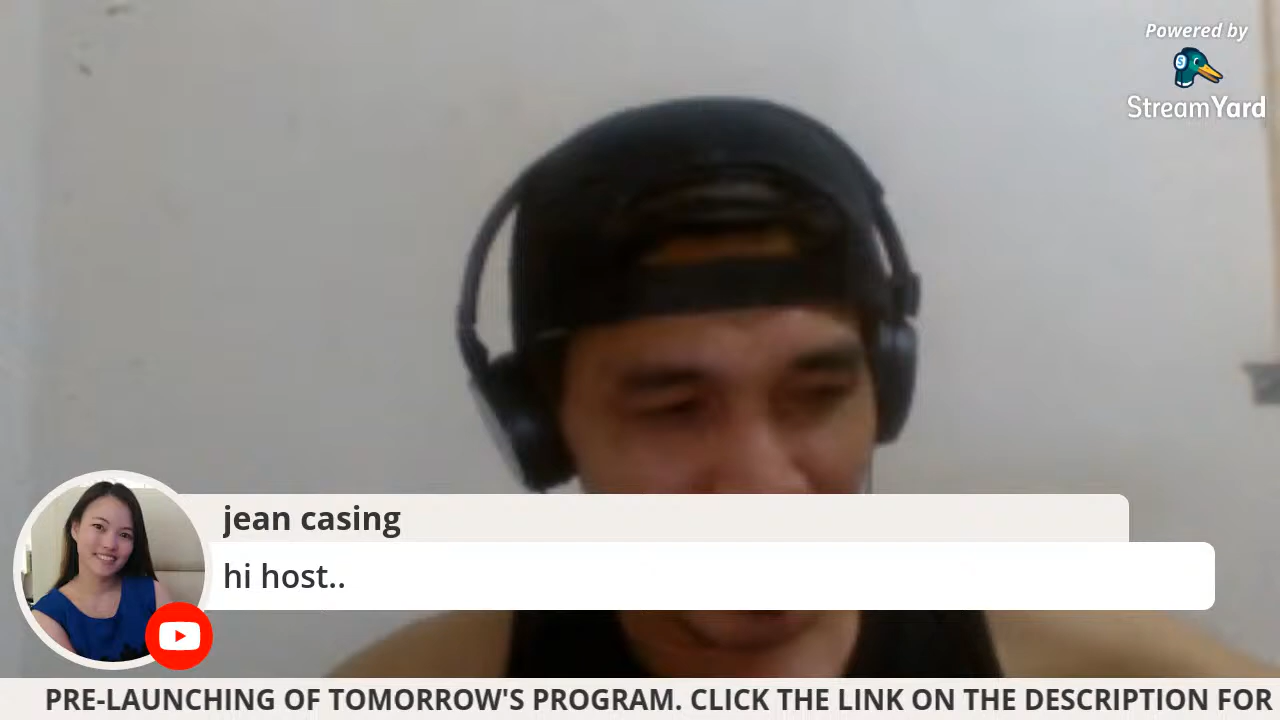 Powered by
StreamYard
jean casing
hi host..
PRE-LAUNCHING OF TOMORROW'S PROGRAM. CLICK THE LINK ON THE DESCRIPTION FOR